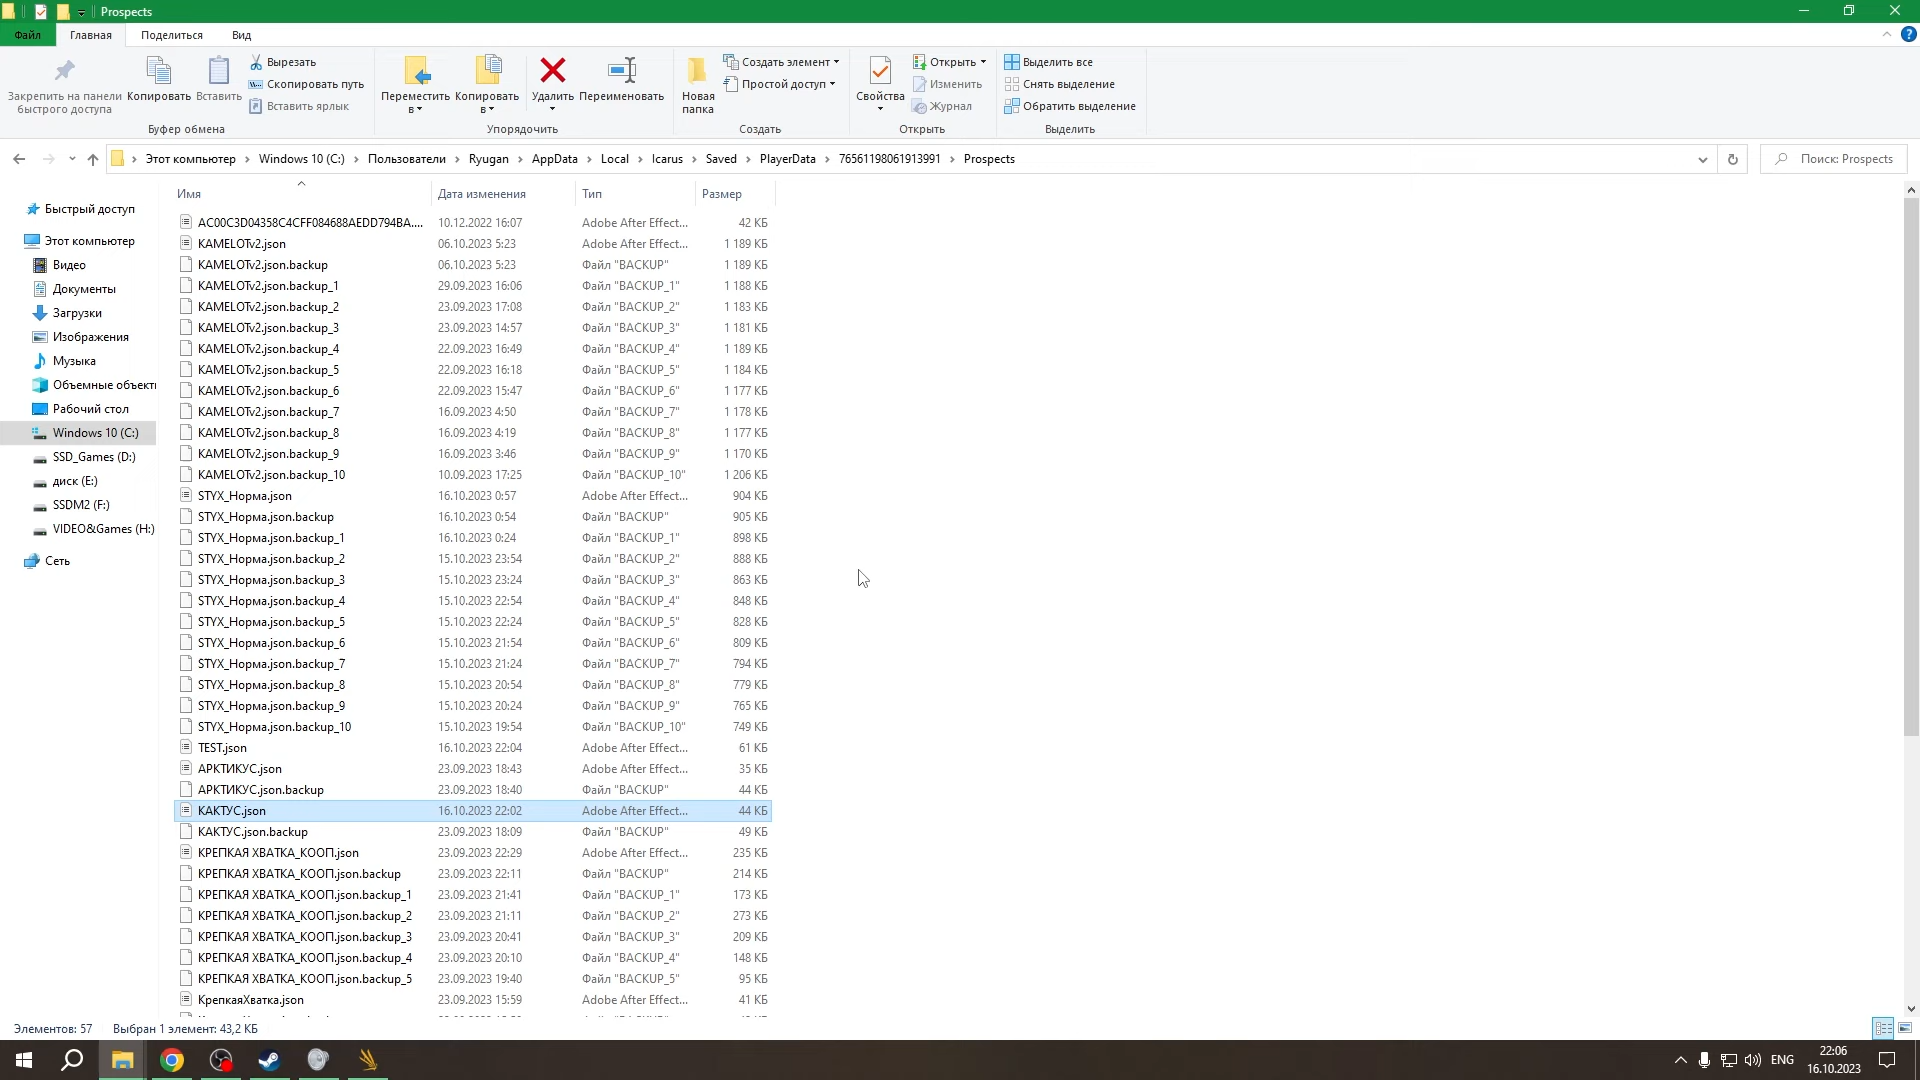 Prospects
Файл Главная Поделиться Вид
Закрепить на панели быстрого доступа
Копировать
Вставить
Вырезать
Скопировать путь
Вставить ярлык
Буфер обмена
Переместить в
Копировать в
Удалить
Переименовать
Упорядочить
Новая папка
Создать элемент
Простой доступ
Создать
Свойства
Открыть
Изменить
Журнал
Открыть
Выделить все
Снять выделение
Обратить выделение
Выделить
Этот компьютер › Windows 10 (C:) › Пользователи › Ryugan › AppData › Local › Icarus › Saved › PlayerData › 76561198061913991 › Prospects
Поиск: Prospects
Быстрый доступ
Этот компьютер
Видео
Документы
Загрузки
Изображения
Музыка
Объемные объект
Рабочий стол
Windows 10 (C:)
SSD_Games (D:)
диск (E:)
SSDM2 (F:)
VIDEO&Games (H:)
Сеть
Имя Дата изменения Тип Размер
AC00C3D04358C4CFF084688AEDD794BA.... 10.12.2022 16:07 Adobe After Effect... 42 КБ
KAMELOTv2.json 06.10.2023 5:23 Adobe After Effect... 1 189 КБ
KAMELOTv2.json.backup 06.10.2023 5:23 Файл "BACKUP" 1 189 КБ
KAMELOTv2.json.backup_1 29.09.2023 16:06 Файл "BACKUP_1" 1 188 КБ
KAMELOTv2.json.backup_2 23.09.2023 17:08 Файл "BACKUP_2" 1 183 КБ
KAMELOTv2.json.backup_3 23.09.2023 14:57 Файл "BACKUP_3" 1 181 КБ
KAMELOTv2.json.backup_4 22.09.2023 16:49 Файл "BACKUP_4" 1 189 КБ
KAMELOTv2.json.backup_5 22.09.2023 16:18 Файл "BACKUP_5" 1 184 КБ
KAMELOTv2.json.backup_6 22.09.2023 15:47 Файл "BACKUP_6" 1 177 КБ
KAMELOTv2.json.backup_7 16.09.2023 4:50 Файл "BACKUP_7" 1 178 КБ
KAMELOTv2.json.backup_8 16.09.2023 4:19 Файл "BACKUP_8" 1 177 КБ
KAMELOTv2.json.backup_9 16.09.2023 3:46 Файл "BACKUP_9" 1 170 КБ
KAMELOTv2.json.backup_10 10.09.2023 17:25 Файл "BACKUP_10" 1 206 КБ
STYX_Норма.json 16.10.2023 0:57 Adobe After Effect... 904 КБ
STYX_Норма.json.backup 16.10.2023 0:54 Файл "BACKUP" 905 КБ
STYX_Норма.json.backup_1 16.10.2023 0:24 Файл "BACKUP_1" 898 КБ
STYX_Норма.json.backup_2 15.10.2023 23:54 Файл "BACKUP_2" 888 КБ
STYX_Норма.json.backup_3 15.10.2023 23:24 Файл "BACKUP_3" 863 КБ
STYX_Норма.json.backup_4 15.10.2023 22:54 Файл "BACKUP_4" 848 КБ
STYX_Норма.json.backup_5 15.10.2023 22:24 Файл "BACKUP_5" 828 КБ
STYX_Норма.json.backup_6 15.10.2023 21:54 Файл "BACKUP_6" 809 КБ
STYX_Норма.json.backup_7 15.10.2023 21:24 Файл "BACKUP_7" 794 КБ
STYX_Норма.json.backup_8 15.10.2023 20:54 Файл "BACKUP_8" 779 КБ
STYX_Норма.json.backup_9 15.10.2023 20:24 Файл "BACKUP_9" 765 КБ
STYX_Норма.json.backup_10 15.10.2023 19:54 Файл "BACKUP_10" 749 КБ
TEST.json 16.10.2023 22:04 Adobe After Effect... 61 КБ
АРКТИКУС.json 23.09.2023 18:43 Adobe After Effect... 35 КБ
АРКТИКУС.json.backup 23.09.2023 18:40 Файл "BACKUP" 44 КБ
КАКТУС.json 16.10.2023 22:02 Adobe After Effect... 44 КБ
КАКТУС.json.backup 23.09.2023 18:09 Файл "BACKUP" 49 КБ
КРЕПКАЯ ХВАТКА_КООП.json 23.09.2023 22:29 Adobe After Effect... 235 КБ
КРЕПКАЯ ХВАТКА_КООП.json.backup 23.09.2023 22:11 Файл "BACKUP" 214 КБ
КРЕПКАЯ ХВАТКА_КООП.json.backup_1 23.09.2023 21:41 Файл "BACKUP_1" 173 КБ
КРЕПКАЯ ХВАТКА_КООП.json.backup_2 23.09.2023 21:11 Файл "BACKUP_2" 273 КБ
КРЕПКАЯ ХВАТКА_КООП.json.backup_3 23.09.2023 20:41 Файл "BACKUP_3" 209 КБ
КРЕПКАЯ ХВАТКА_КООП.json.backup_4 23.09.2023 20:10 Файл "BACKUP_4" 148 КБ
КРЕПКАЯ ХВАТКА_КООП.json.backup_5 23.09.2023 19:40 Файл "BACKUP_5" 95 КБ
КрепкаяХватка.json 23.09.2023 15:59 Adobe After Effect... 41 КБ
Элементов: 57 Выбран 1 элемент: 43,2 КБ
ENG
22:06
16.10.2023